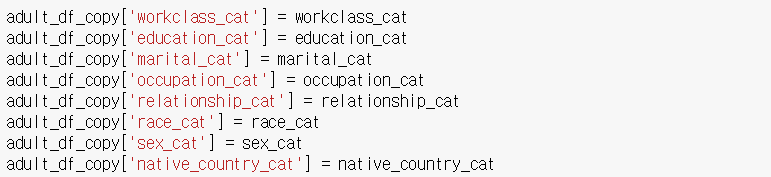 adult_df_copy['workclass_cat'] = workclass_cat
adult_df_copy['education_cat'] = education_cat
adult_df_copy['marital_cat'] = marital_cat
adult_df_copy['occupation_cat'] = occupation_cat
adult_df_copy['relationship_cat'] = relationship_cat
adult_df_copy['race_cat'] = race_cat
adult_df_copy['sex_cat'] = sex_cat
adult_df_copy['native_country_cat'] = native_country_cat